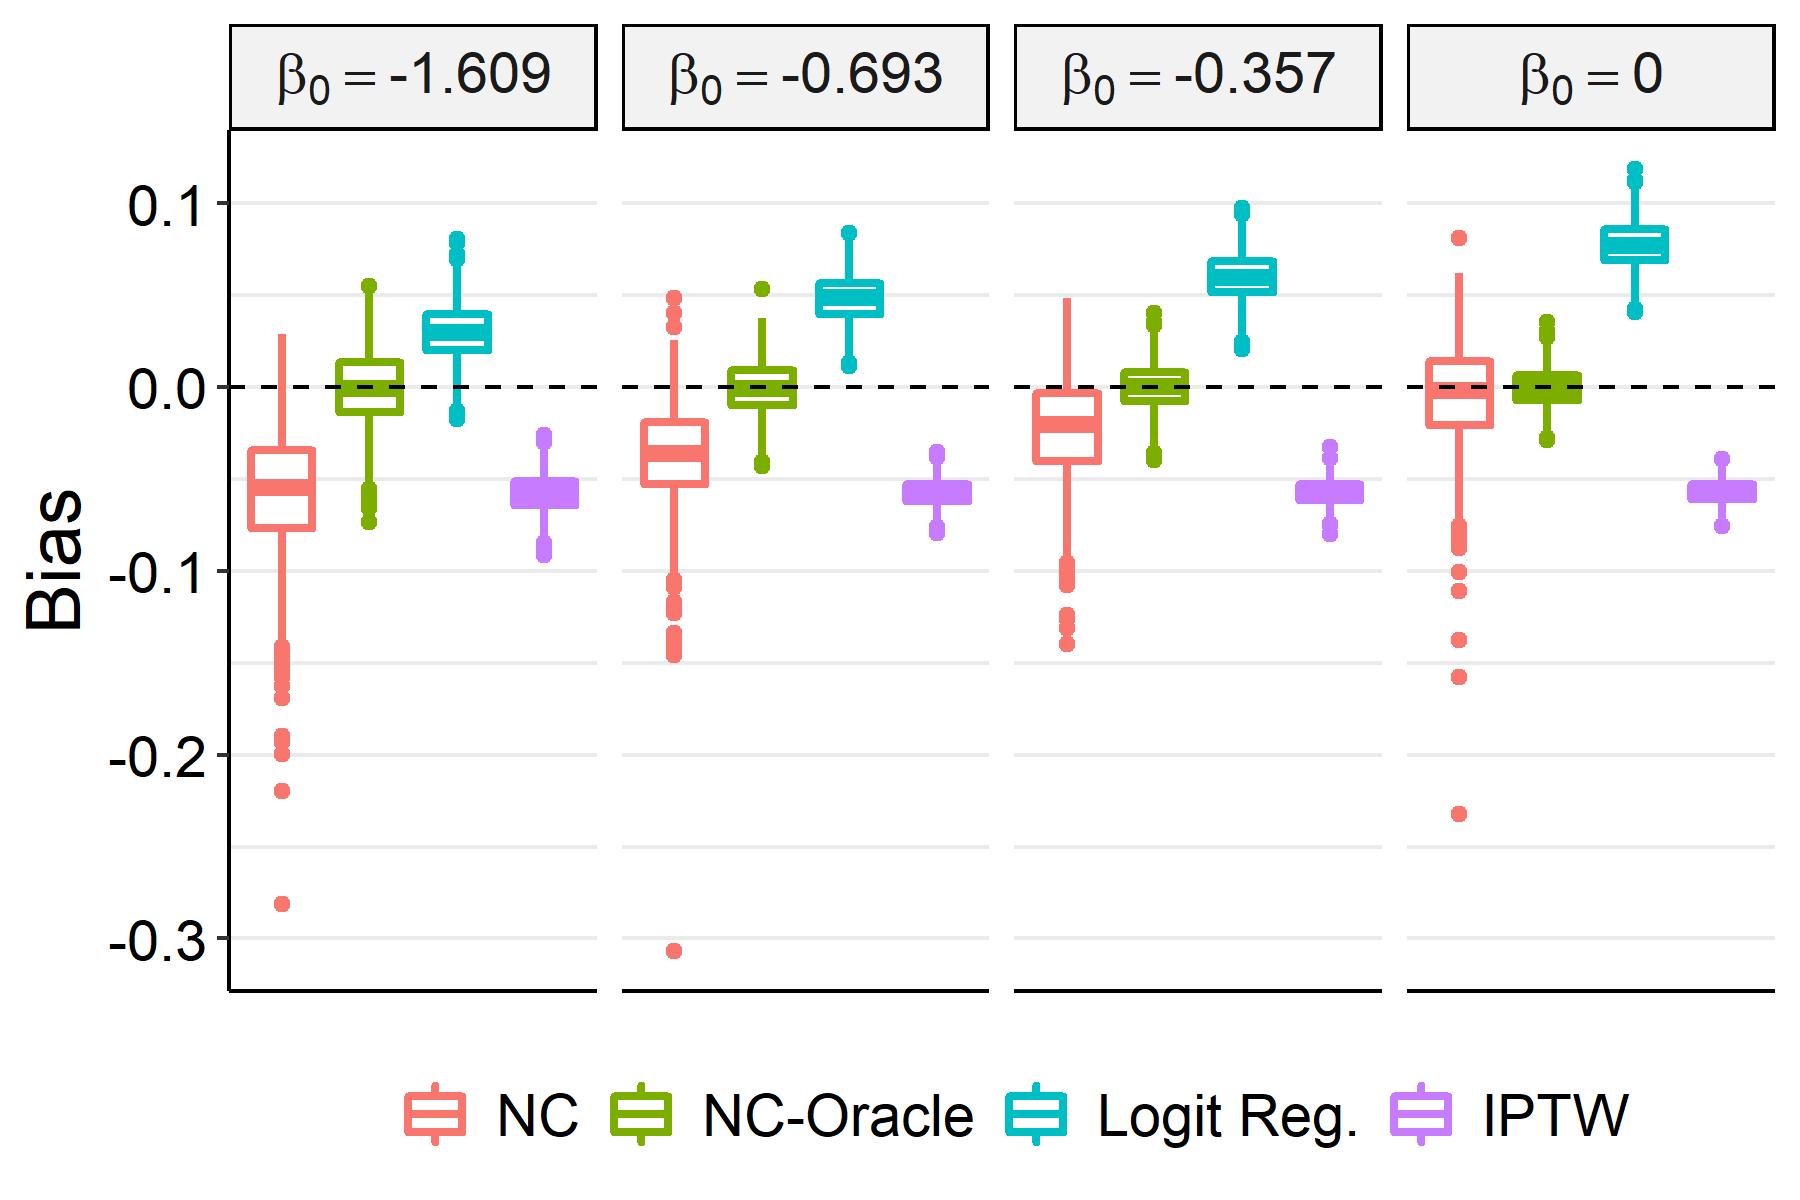 β0 = -1.609 β0 = -0.693 β0 = -0.357 β0 = 0
0.1
0.0
-0.1
-0.2
-0.3
Bias
NC NC-Oracle Logit Reg. IPTW